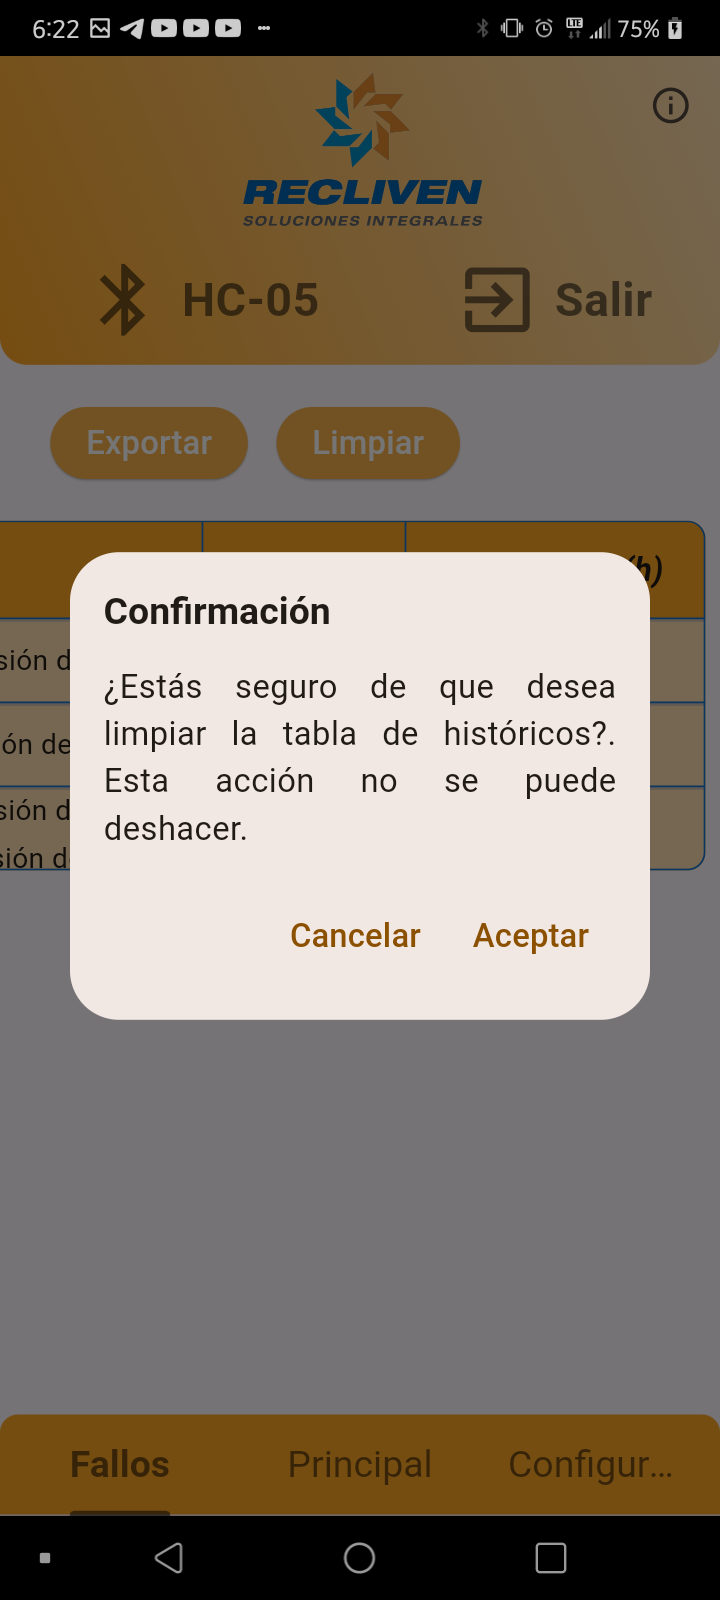 6:22
LTE
75%
RECLIVEN
SOLUCIONES INTEGRALES
HC-05
Salir
Exportar
Limpiar
(h)
sión d
ón de
sión d
sión d
Confirmación
¿Estás seguro de que desea
limpiar la tabla de históricos?.
Esta acción no se puede
deshacer.
Cancelar
Aceptar
Fallos
Principal
Configur...